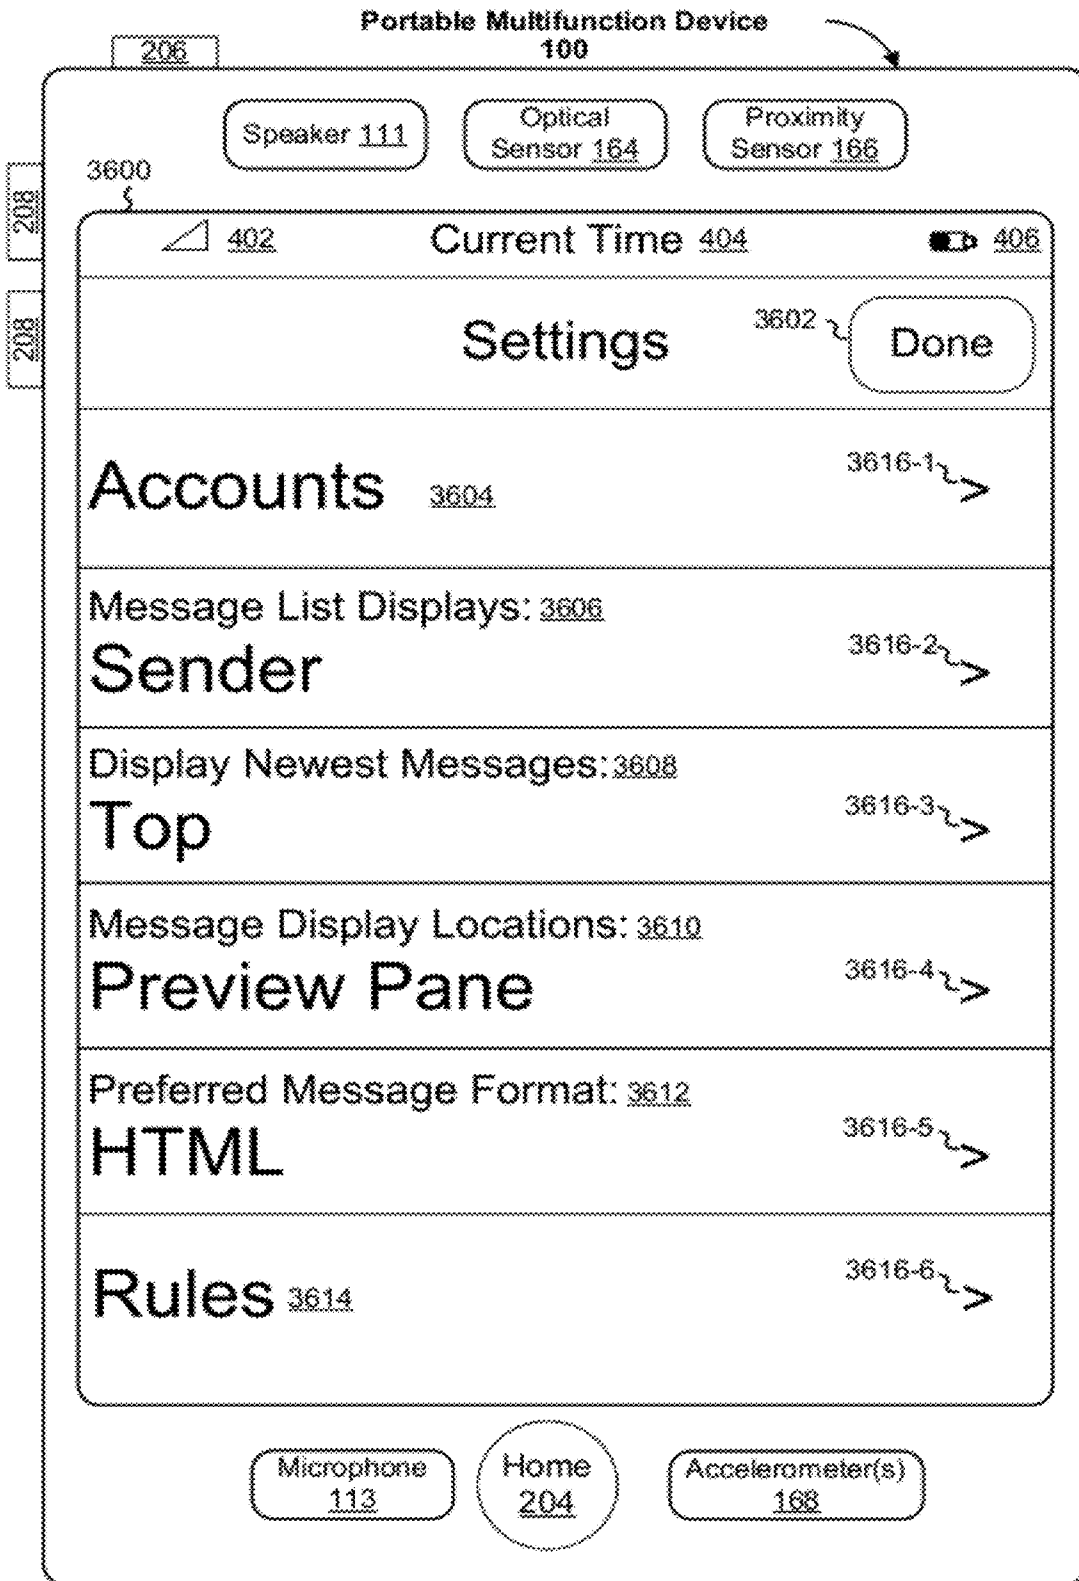 Portable Multifunction Device
100
206
Speaker 111
Optical
Sensor 164
Proximity
Sensor 166
3600
208
208
402
Current Time 404
406
Settings
3602
Done
Accounts 3604
3616-1
>
Message List Displays: 3606
Sender
3616-2
>
Display Newest Messages: 3608
Top
3616-3
>
Message Display Locations: 3610
Preview Pane
3616-4
>
Preferred Message Format: 3612
HTML
3616-5
>
Rules 3614
3616-6
>
Microphone
113
Home
204
Accelerometer(s)
168